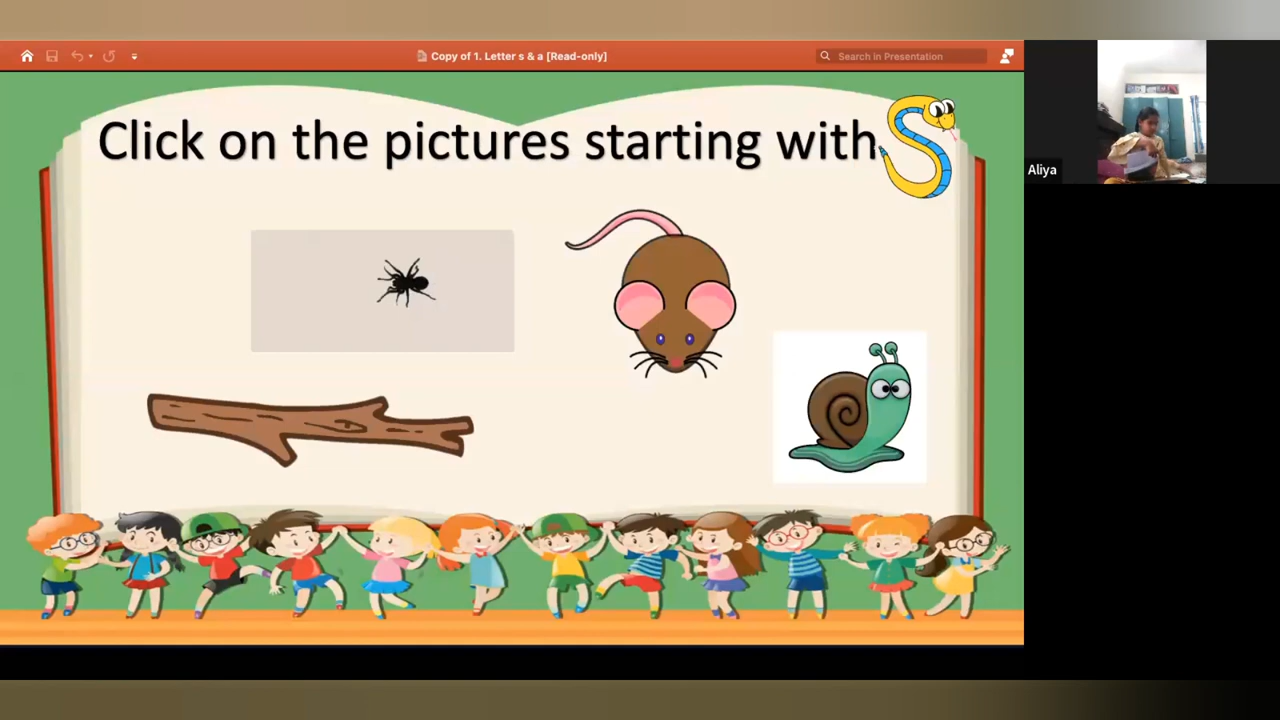 Copy of 1. Letter s & a [Read-only]
Search in Presentation
Click on the pictures starting with S
Aliya